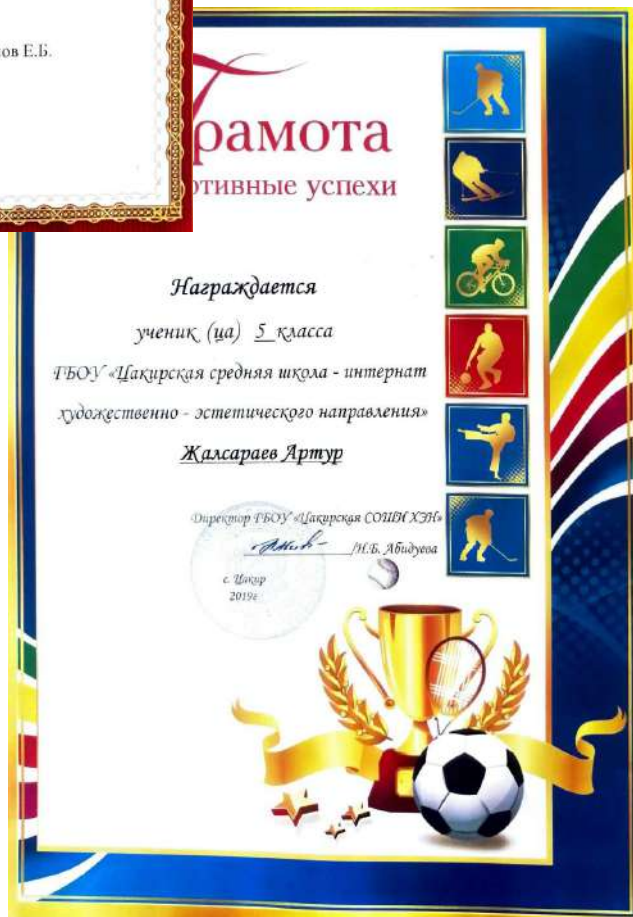 ов Е.Б.
Грамота
ртивные успехи
Награждается
ученик (ца) 5 класса
ГБОУ «Цакирская средняя школа - интернат
художественно - эстетического направления»
Жалсараев Артур
Директор ГБОУ «Цакирская СОШИ ХЭН»
/Н.Б. Абидуева
с. Цакир
2019г